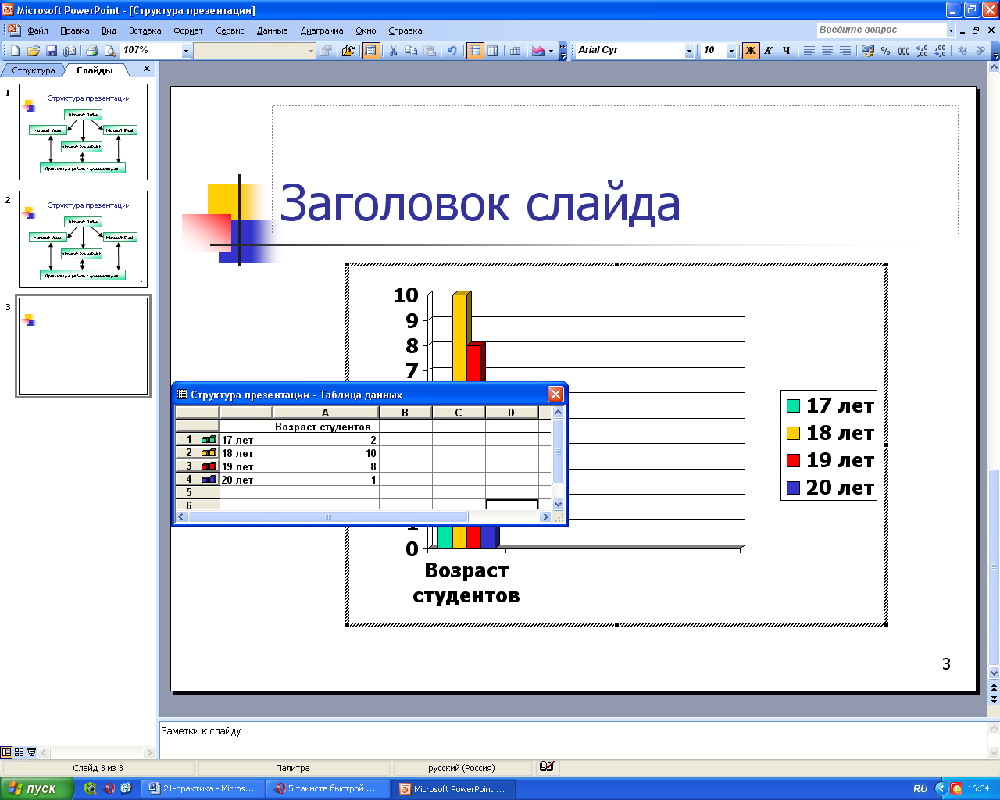 Microsoft PowerPoint - [Структура презентации]
Файл Правка Вид Вставка Формат Сервис Данные Диаграмма Окно Справка
Введите вопрос
107%
Arial Cyr 10 Ж К Ч % 000
Структура Слайды
1
Структура презентации
Microsoft Office
Microsoft Word Microsoft Excel
Microsoft PowerPoint
2
Структура презентации
Microsoft Office
Microsoft Word Microsoft Excel
Microsoft PowerPoint
3
Заголовок слайда
10
9
8
7
17 лет
18 лет
19 лет
20 лет
Структура презентации - Таблица данных
A B C D
Возраст студентов
1 17 лет 2
2 18 лет 10
3 19 лет 8
4 20 лет 1
5
6
1
0
Возраст
студентов
3
Заметки к слайду
Слайд 3 из 3 Палитра русский (Россия)
пуск 21-практика - Micros... 5 таинств быстрой ... Microsoft PowerPoint ... RU 16:34